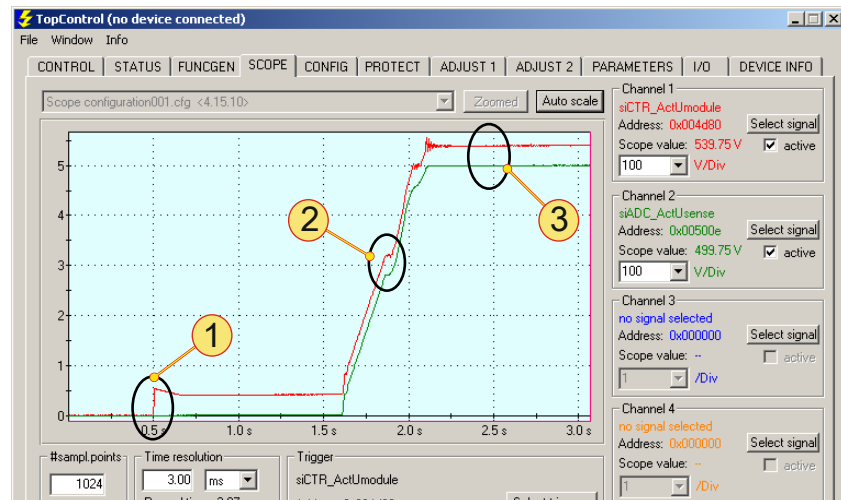 TopControl (no device connected)
File Window Info
CONTROL STATUS FUNCGEN SCOPE CONFIG PROTECT ADJUST 1 ADJUST 2 PARAMETERS I/O DEVICE INFO
Scope configuration001.cfg <4.15.10> Zoomed Auto scale
5
4
3
2
1
0
0.5 s 1.0 s 1.5 s 2.0 s 2.5 s 3.0 s
1
2
3
Channel 1
siCTR_ActUmodule
Address: 0x004d80 Select signal
Scope value: 539.75 V active
100 V/Div
Channel 2
siADC_ActUsense
Address: 0x00500e Select signal
Scope value: 499.75 V active
100 V/Div
Channel 3
no signal selected
Address: 0x000000 Select signal
Scope value: -- active
1 /Div
Channel 4
no signal selected
Address: 0x000000 Select signal
Scope value: -- active
1 /Div
#sampl.points Time resolution Trigger
1024 3.00 ms siCTR_ActUmodule